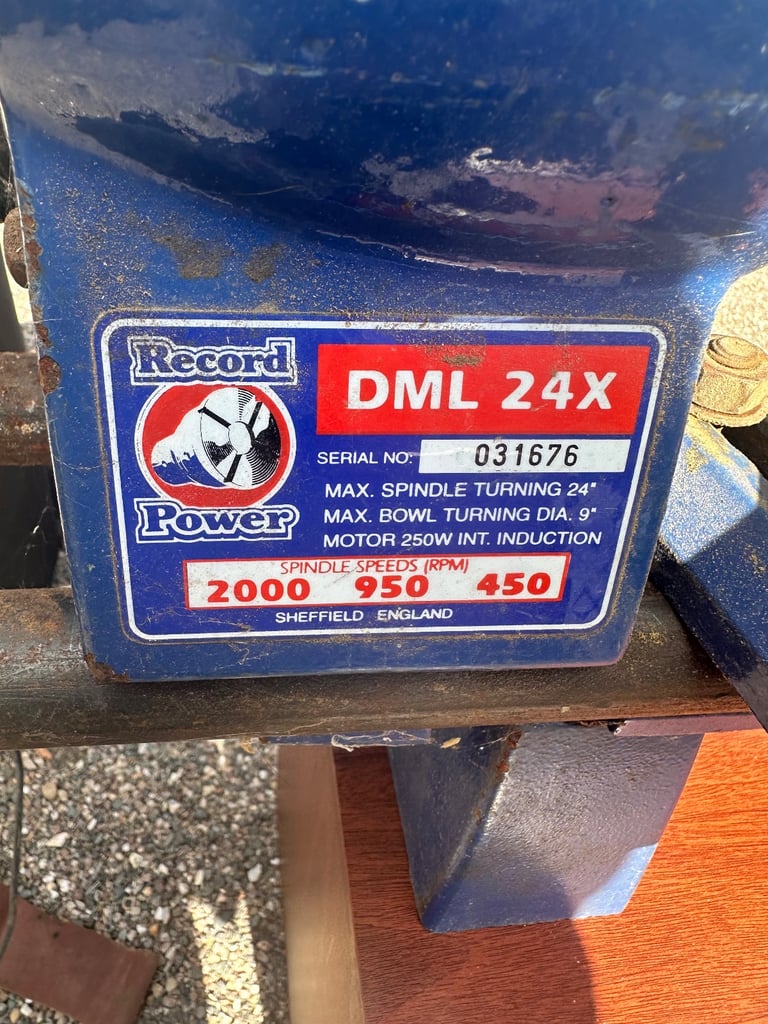 Record
Power
DML 24X
SERIAL NO: 031676
MAX. SPINDLE TURNING 24"
MAX. BOWL TURNING DIA. 9"
MOTOR 250W INT. INDUCTION
SPINDLE SPEEDS (RPM)
2000 950 450
SHEFFIELD ENGLAND